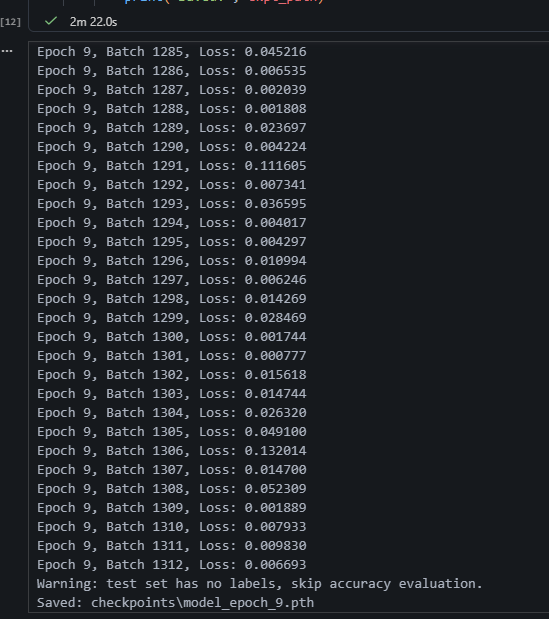 print("Saved:", ckpt_path)
[12]
2m 22.0s
...
Epoch 9, Batch 1285, Loss: 0.045216
Epoch 9, Batch 1286, Loss: 0.006535
Epoch 9, Batch 1287, Loss: 0.002039
Epoch 9, Batch 1288, Loss: 0.001808
Epoch 9, Batch 1289, Loss: 0.023697
Epoch 9, Batch 1290, Loss: 0.004224
Epoch 9, Batch 1291, Loss: 0.111605
Epoch 9, Batch 1292, Loss: 0.007341
Epoch 9, Batch 1293, Loss: 0.036595
Epoch 9, Batch 1294, Loss: 0.004017
Epoch 9, Batch 1295, Loss: 0.004297
Epoch 9, Batch 1296, Loss: 0.010994
Epoch 9, Batch 1297, Loss: 0.006246
Epoch 9, Batch 1298, Loss: 0.014269
Epoch 9, Batch 1299, Loss: 0.028469
Epoch 9, Batch 1300, Loss: 0.001744
Epoch 9, Batch 1301, Loss: 0.000777
Epoch 9, Batch 1302, Loss: 0.015618
Epoch 9, Batch 1303, Loss: 0.014744
Epoch 9, Batch 1304, Loss: 0.026320
Epoch 9, Batch 1305, Loss: 0.049100
Epoch 9, Batch 1306, Loss: 0.132014
Epoch 9, Batch 1307, Loss: 0.014700
Epoch 9, Batch 1308, Loss: 0.052309
Epoch 9, Batch 1309, Loss: 0.001889
Epoch 9, Batch 1310, Loss: 0.007933
Epoch 9, Batch 1311, Loss: 0.009830
Epoch 9, Batch 1312, Loss: 0.006693
Warning: test set has no labels, skip accuracy evaluation.
Saved: checkpoints\model_epoch_9.pth